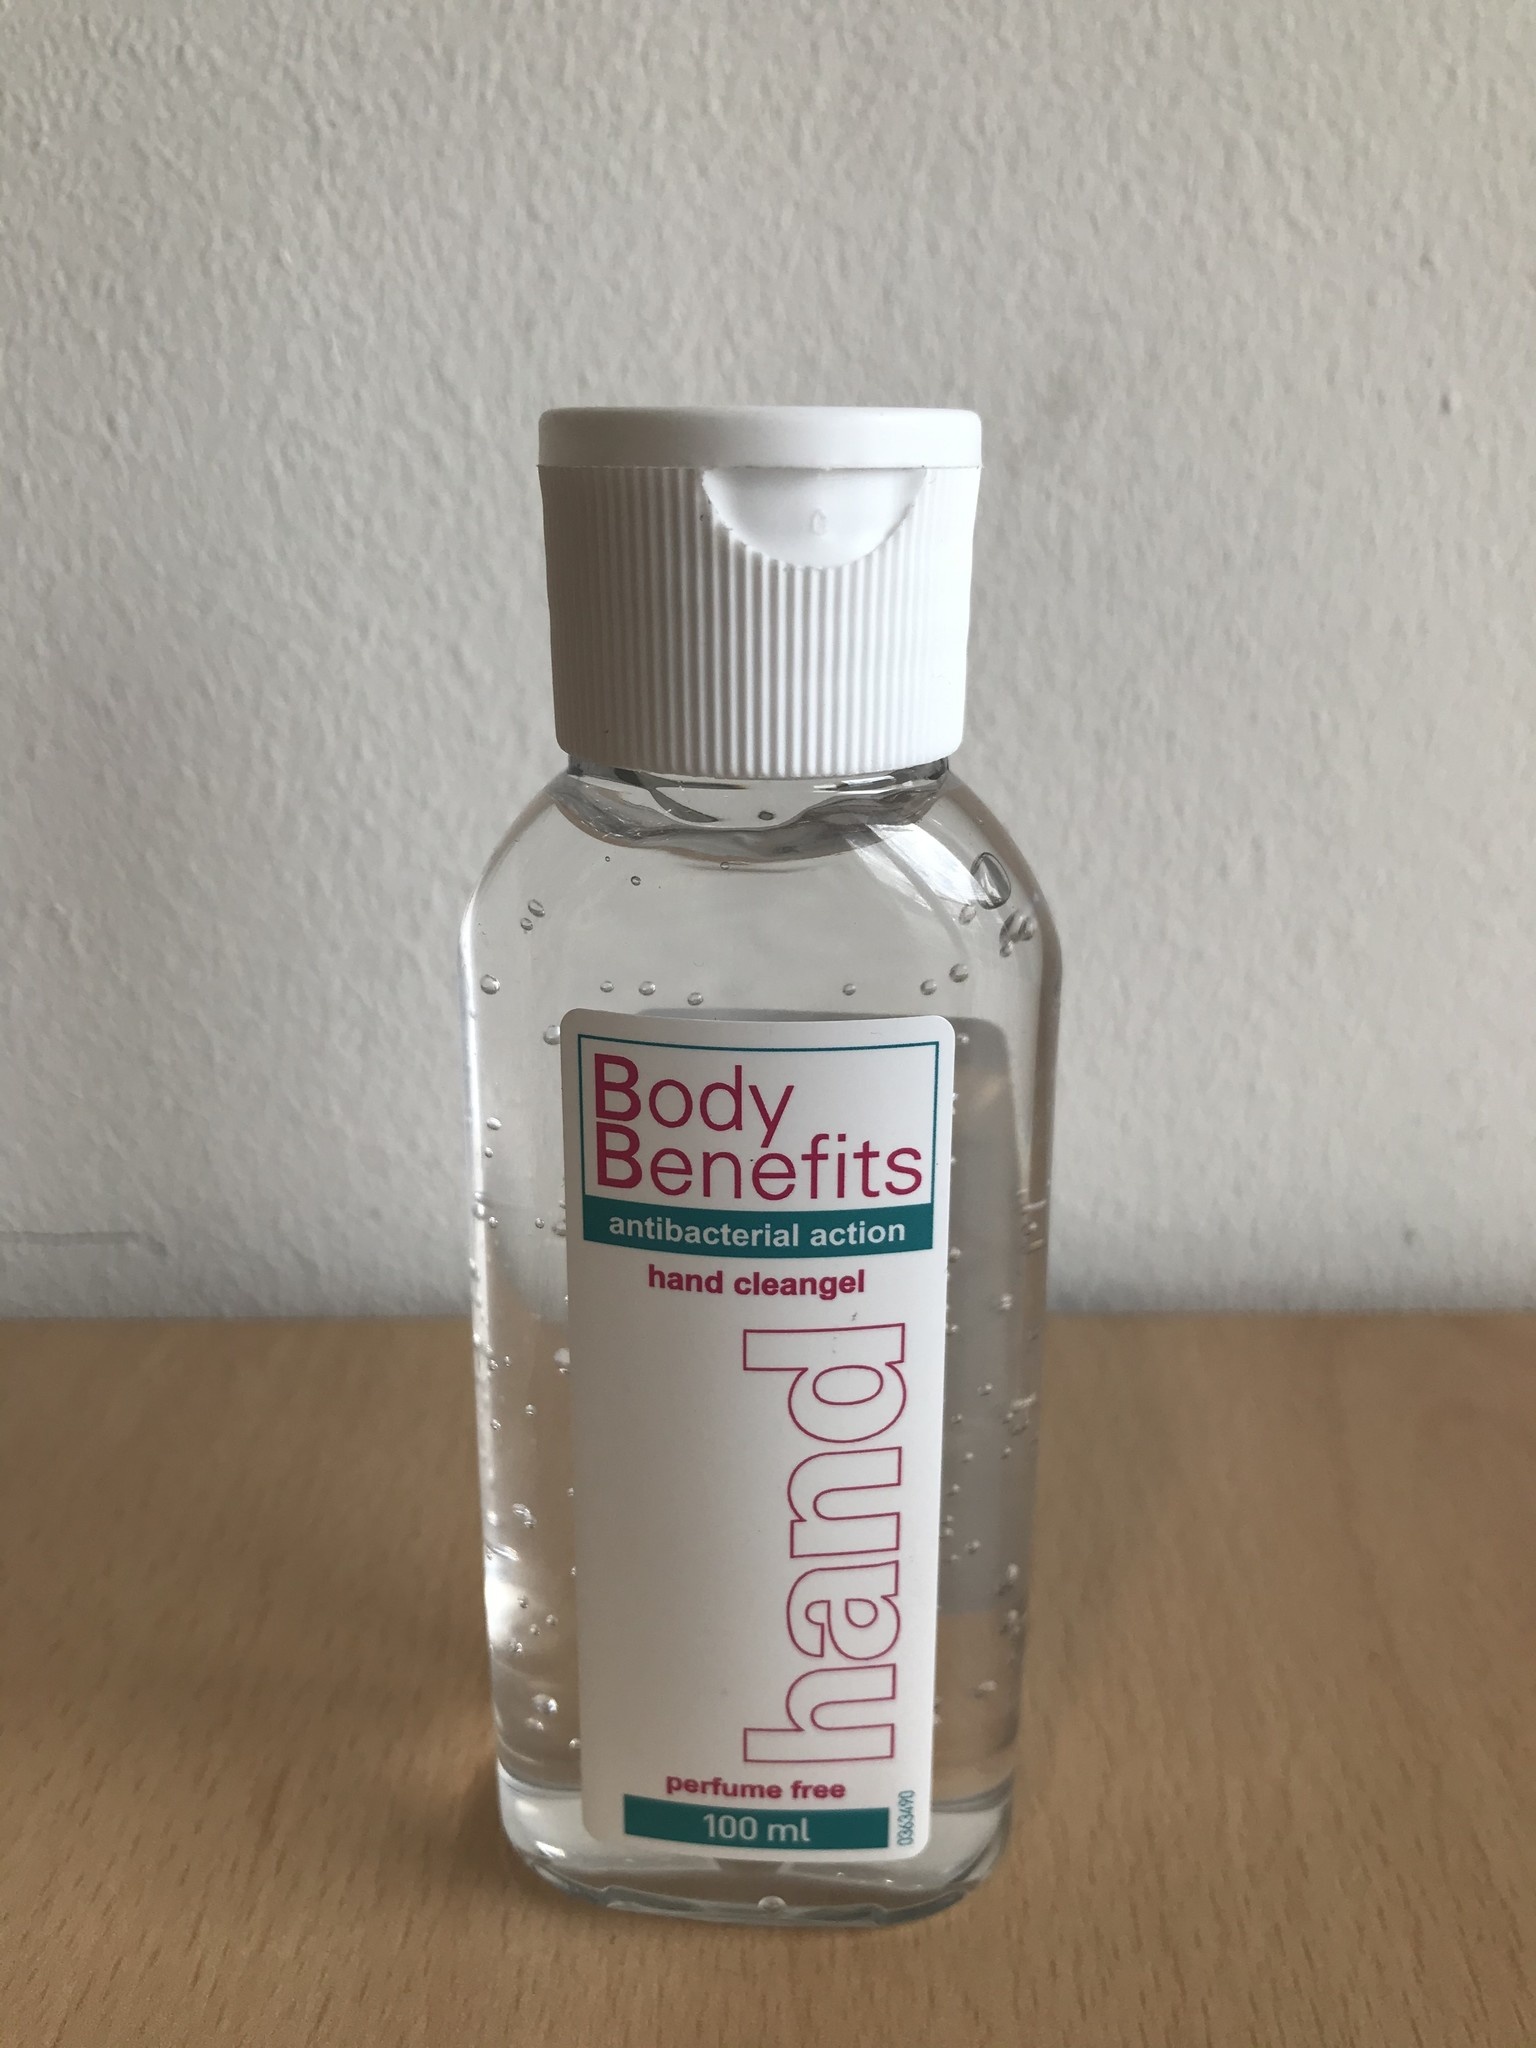 Body
Benefits
antibacterial action
hand cleangel
hand
perfume free
100 ml
0363490